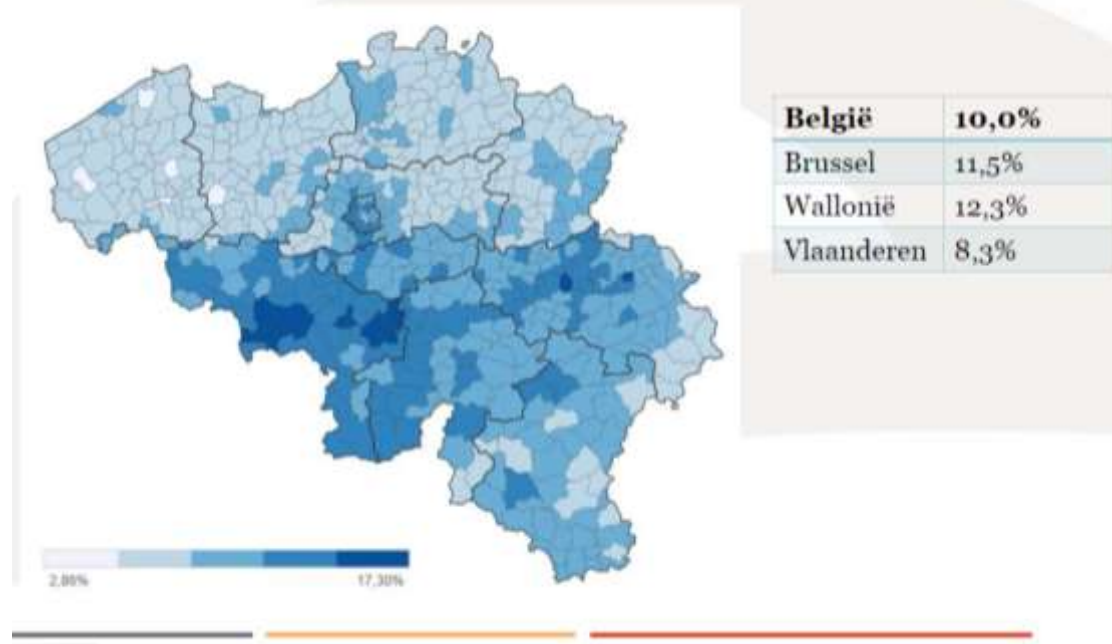 België 10,0%
Brussel 11,5%
Wallonië 12,3%
Vlaanderen 8,3%
2,86% 17,30%